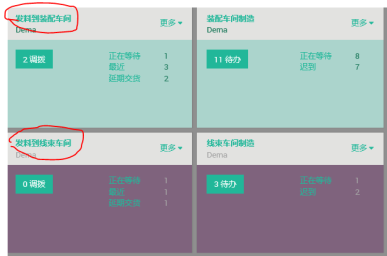 发料到装配车间
更多
Dema
2 调拨
正在等待 1
最近 3
延期交货 2
装配车间制造
更多
Dema
11 待办
正在等待 8
迟到 7
发料到线束车间
更多
Dema
0 调拨
正在等待 1
最近 1
延期交货 1
线束车间制造
更多
Dema
3 待办
正在等待 1
迟到 2